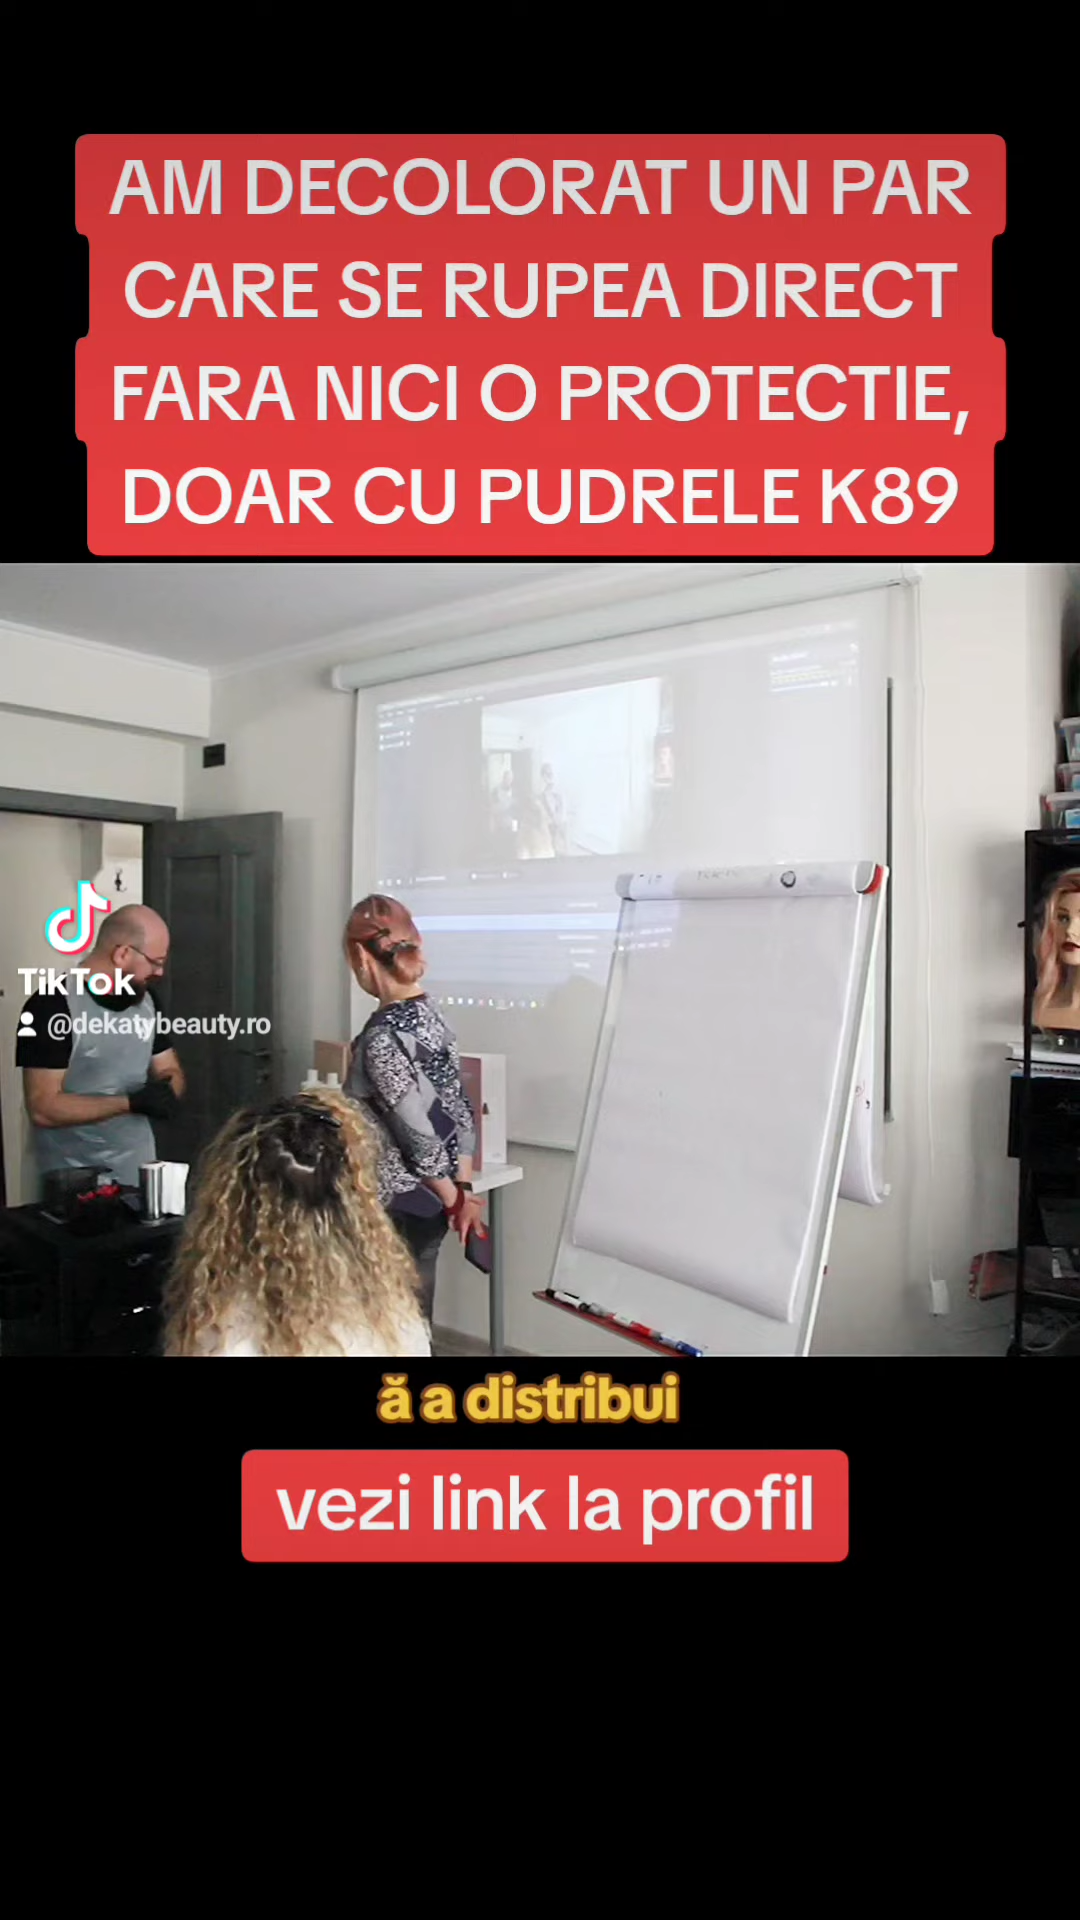 AM DECOLORAT UN PAR
CARE SE RUPEA DIRECT
FARA NICI O PROTECTIE,
DOAR CU PUDRELE K89
TikTok
@dekatybeauty.ro
ă a distribui
vezi link la profil